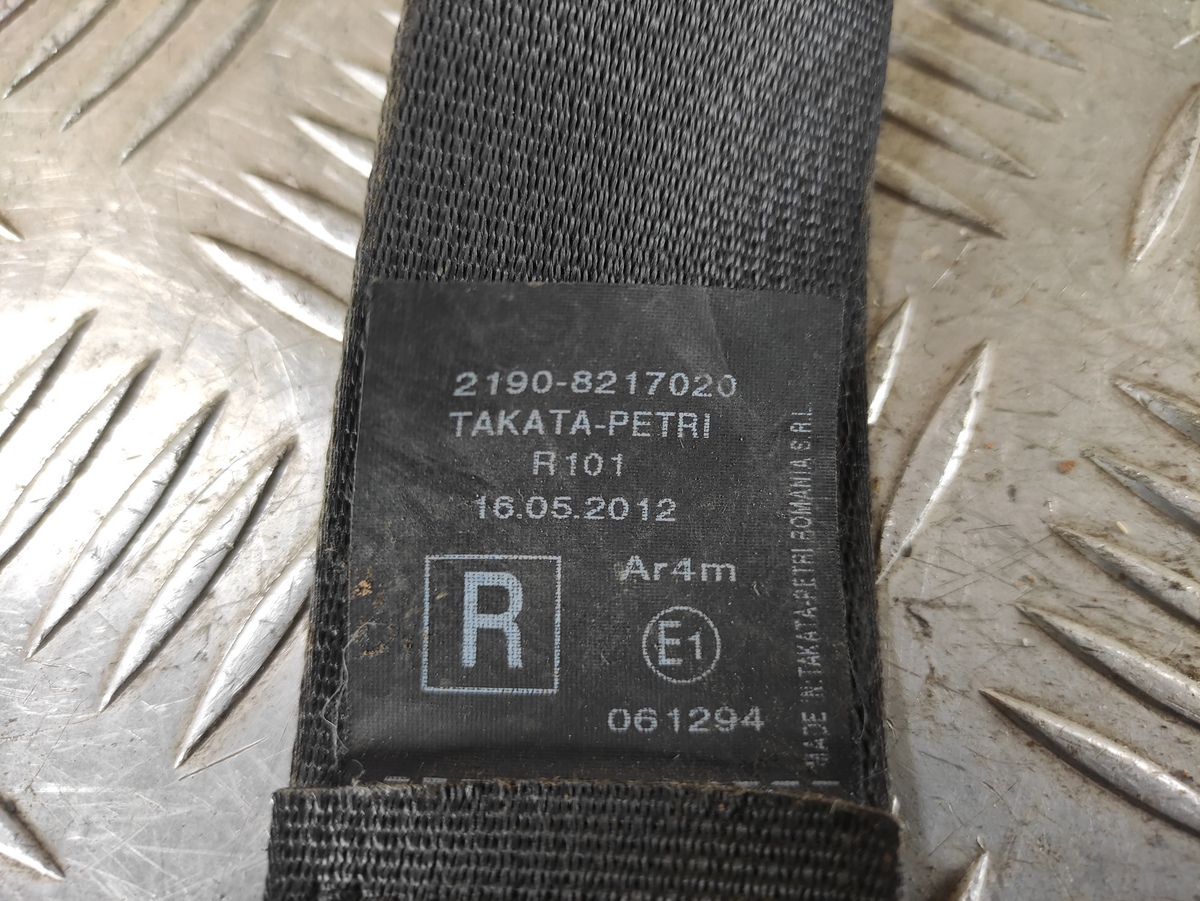 2190-8217020
TAKATA-PETRI
R101
16.05.2012
R
Ar4m
E1
061294
MADE IN TAKATA-PETRI ROMANIA S.R.L.